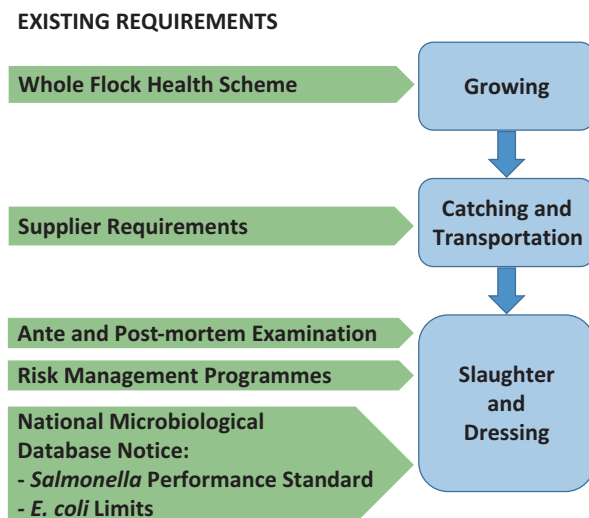 EXISTING REQUIREMENTS
Whole Flock Health Scheme
Growing
Supplier Requirements
Catching and
Transportation
Ante and Post-mortem Examination
Risk Management Programmes
National Microbiological
Database Notice:
- Salmonella Performance Standard
- E. coli Limits
Slaughter
and
Dressing